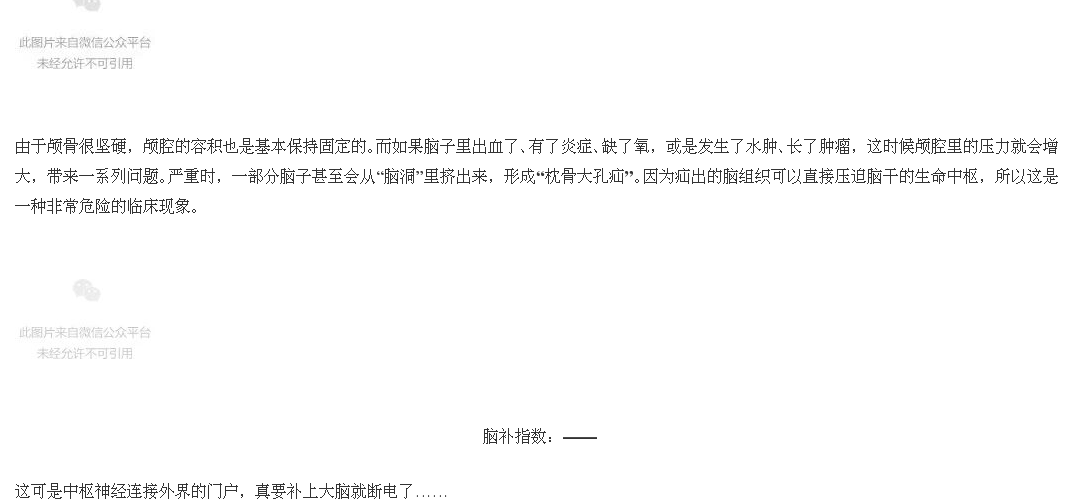 此图片来自微信公众平台
未经允许不可引用
由于颅骨很坚硬，颅腔的容积也是基本保持固定的。而如果脑子里出血了、有了炎症、缺了氧，或是发生了水肿、长了肿瘤，这时候颅腔里的压力就会增
大，带来一系列问题。严重时，一部分脑子甚至会从“脑洞”里挤出来，形成“枕骨大孔疝”。因为疝出的脑组织可以直接压迫脑干的生命中枢，所以这是
一种非常危险的临床现象。
此图片来自微信公众平台
未经允许不可引用
脑补指数：——
这可是中枢神经连接外界的门户，真要补上大脑就断电了……